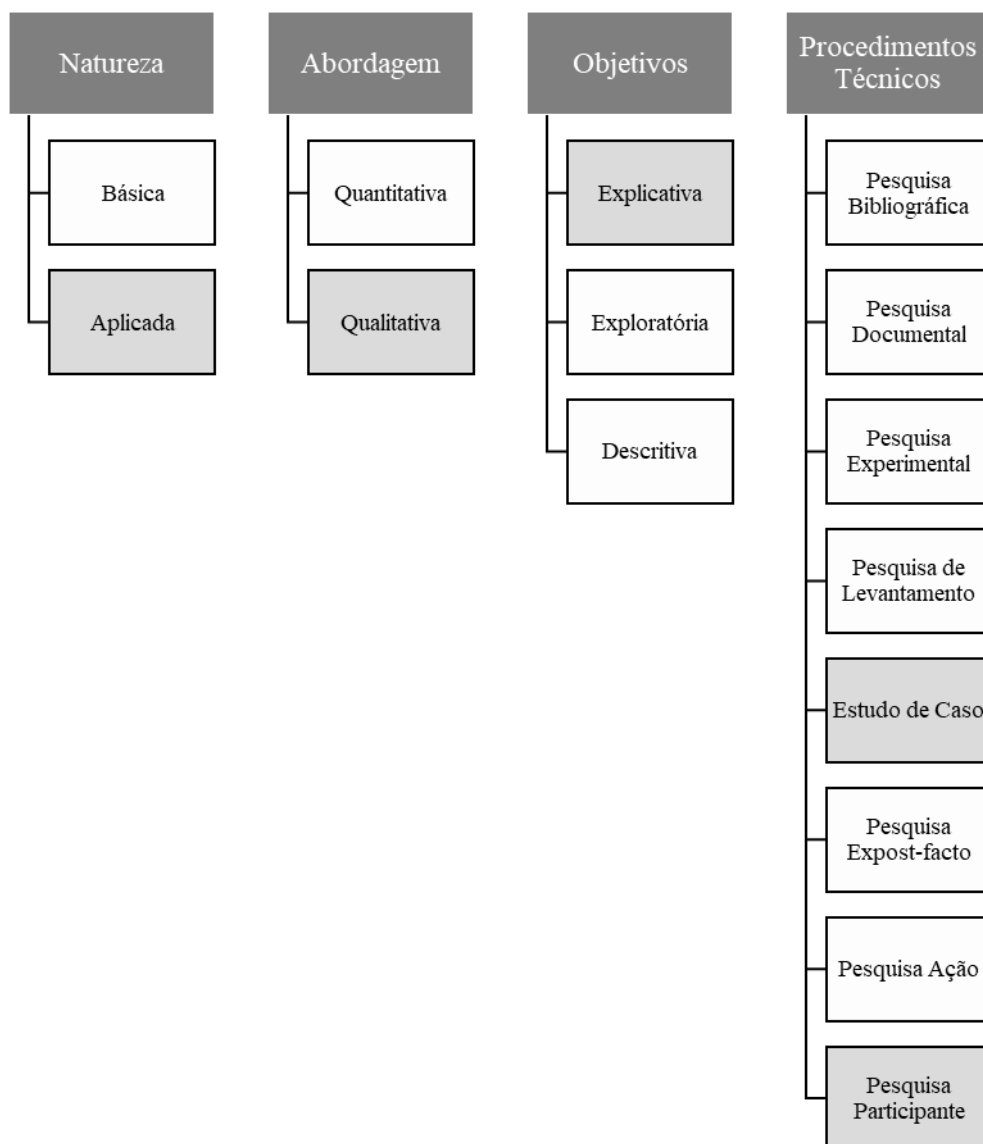 Natureza
Básica
Aplicada
Abordagem
Quantitativa
Qualitativa
Objetivos
Explicativa
Exploratória
Descritiva
Procedimentos
Técnicos
Pesquisa
Bibliográfica
Pesquisa
Documental
Pesquisa
Experimental
Pesquisa de
Levantamento
Estudo de Caso
Pesquisa
Expost-facto
Pesquisa Ação
Pesquisa
Participante